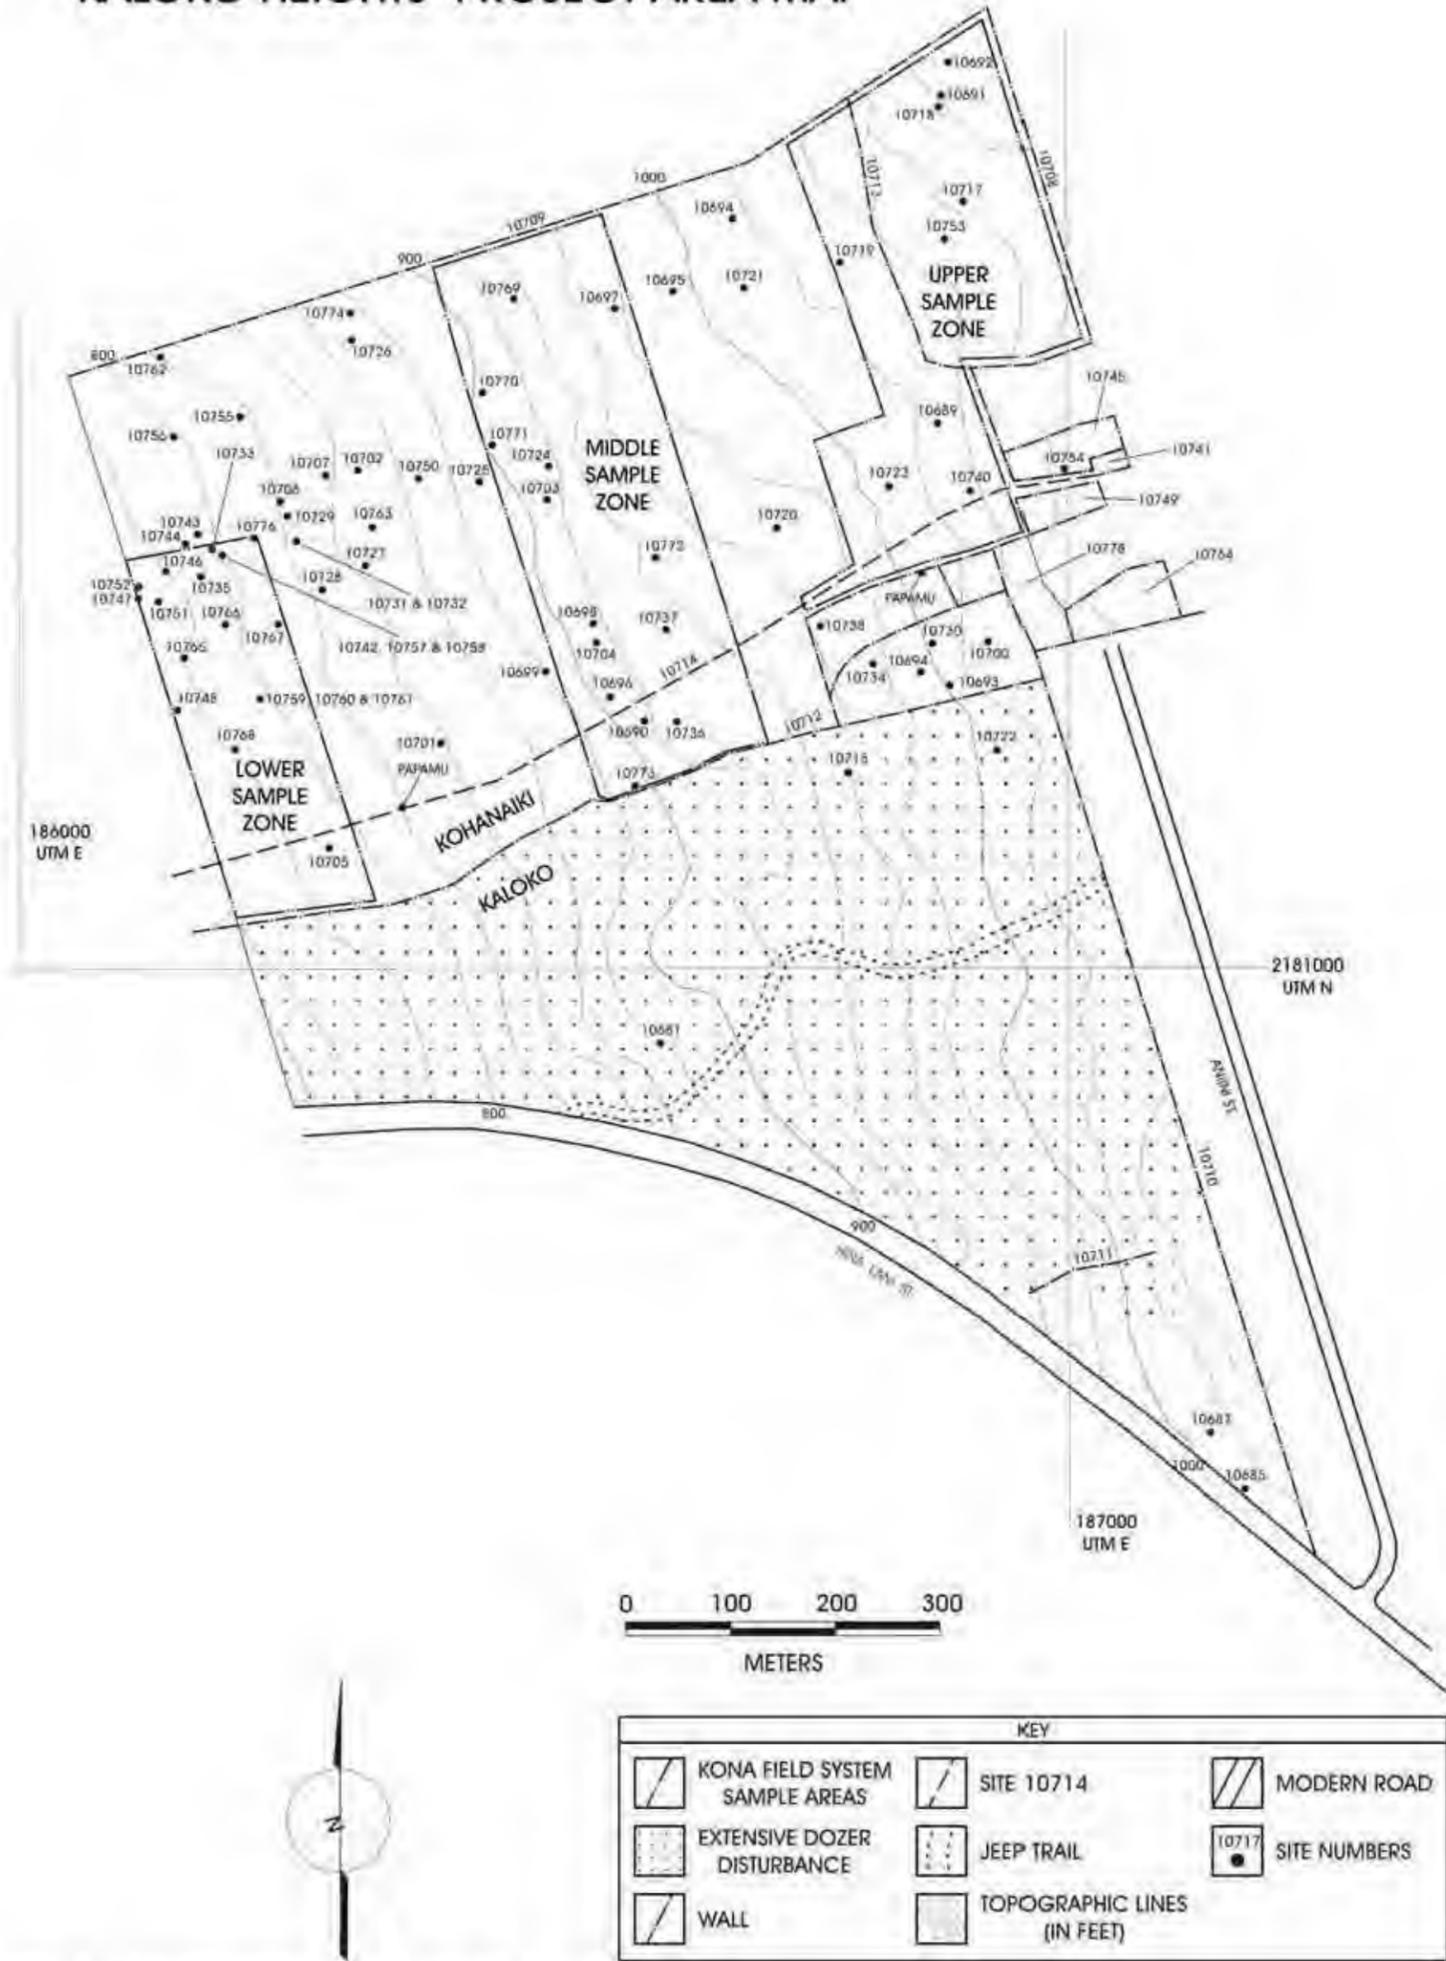 KALOKO HEIGHTS PROJECT AREA MAP
10692
10691
10718
10713
10708
1000
10717
10694
10709
10753
10719
900
UPPER
SAMPLE
ZONE
10695
10721
10769
10697
10774
10726
800
10762
10745
10770
10755
10689
10756
10771
MIDDLE
SAMPLE
ZONE
10741
10733
10724
10754
10707
10702
10750
10725
10723
10740
10703
10749
10729
10743
10776
10763
10720
10744
10746
10727
10773
10778
10764
10752
10735
10728
10747
10751
10731 & 10732
PAPAMU
10766
10767
10698
10737
10738
10742, 10757 & 10758
10730
10700
10765
10704
10699
10714
10694
10734
10693
10748
10759, 10760 & 10761
10696
10690
10736
10712
10701
10722
10768
PAPAMU
10715
LOWER
SAMPLE
ZONE
10775
KOHANAIKI
186000
UTM E
10705
KALOKO
2181000
UTM N
10681
ANINI ST.
800
10710
900
HINA LANI ST.
10711
10687
1000
10685
187000
UTM E
0 100 200 300
METERS
N
KEY
KONA FIELD SYSTEM
SAMPLE AREAS
SITE 10714
MODERN ROAD
EXTENSIVE DOZER
DISTURBANCE
JEEP TRAIL
10717
SITE NUMBERS
WALL
TOPOGRAPHIC LINES
(IN FEET)